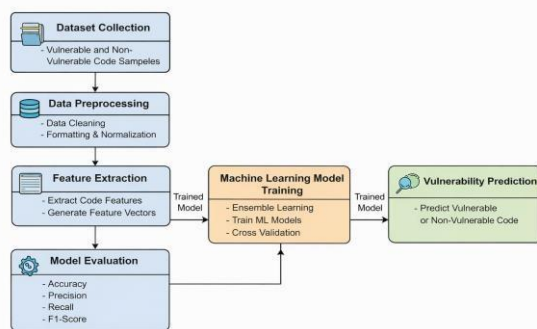 Dataset Collection
- Vulnerable and Non-
Vulnerable Code Sampeles
Data Preprocessing
- Data Cleaning
- Formatting & Normalization
Feature Extraction
- Extract Code Features
- Generate Feature Vectors
Trained
Model
Machine Learning Model
Training
- Ensemble Learning
- Train ML Models
- Cross Validation
Trained
Model
Vulnerability Prediction
- Predict Vulnerable
or Non-Vulnerable Code
Model Evaluation
- Accuracy
- Precision
- Recall
- F1-Score